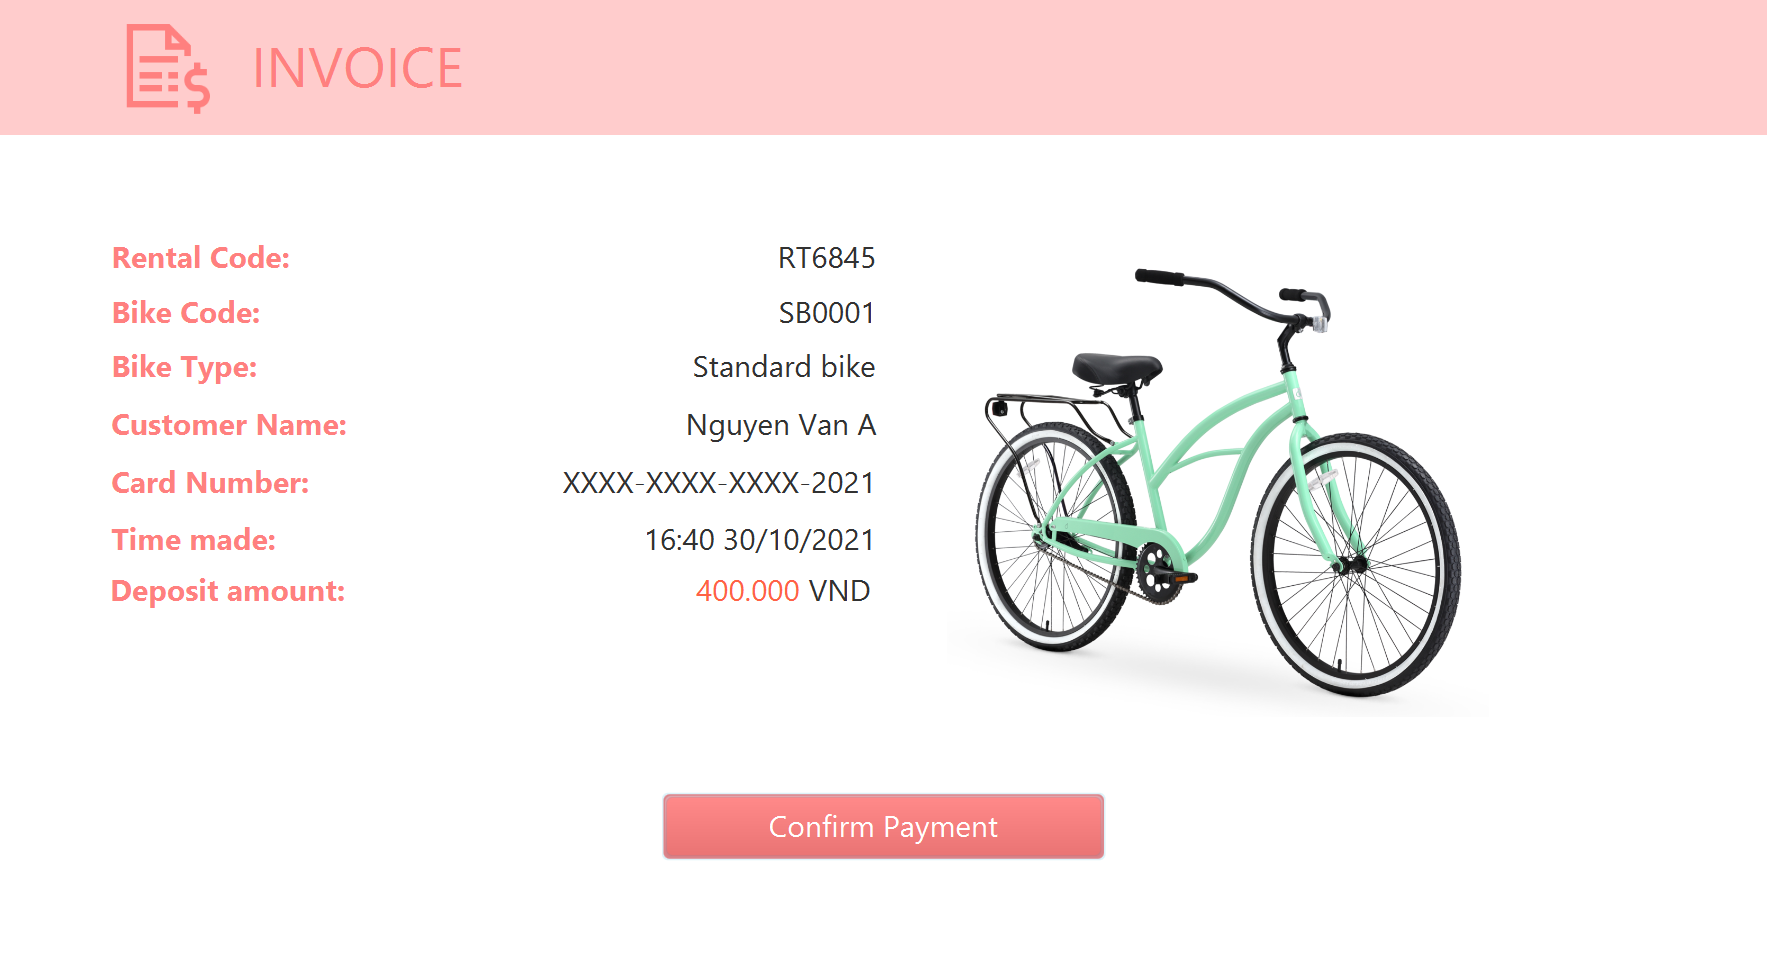 INVOICE
Rental Code: RT6845
Bike Code: SB0001
Bike Type: Standard bike
Customer Name: Nguyen Van A
Card Number: XXXX-XXXX-XXXX-2021
Time made: 16:40 30/10/2021
Deposit amount: 400.000 VND
Confirm Payment